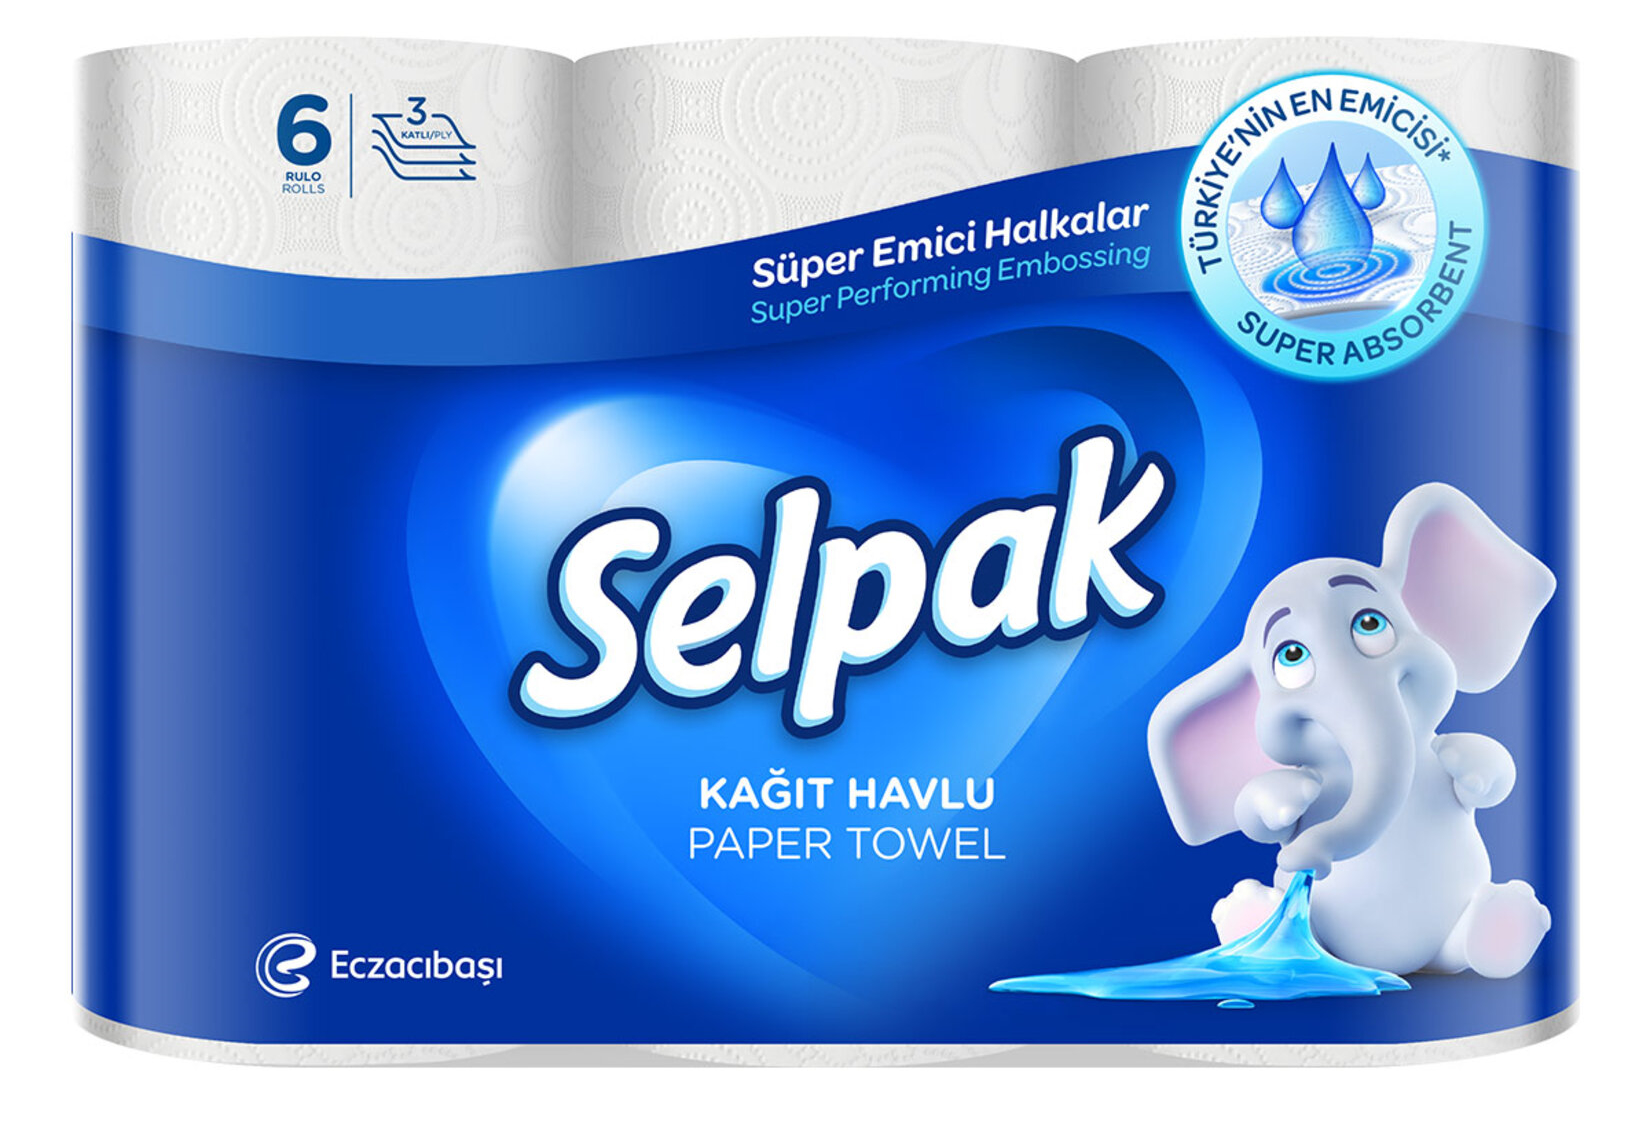 6
RULO
ROLLS
3
KATLI/PLY
Süper Emici Halkalar
Super Performing Embossing
TÜRKİYE'NİN EN EMİCİSİ*
SUPER ABSORBENT
Selpak
KAĞIT HAVLU
PAPER TOWEL
Eczacıbaşı